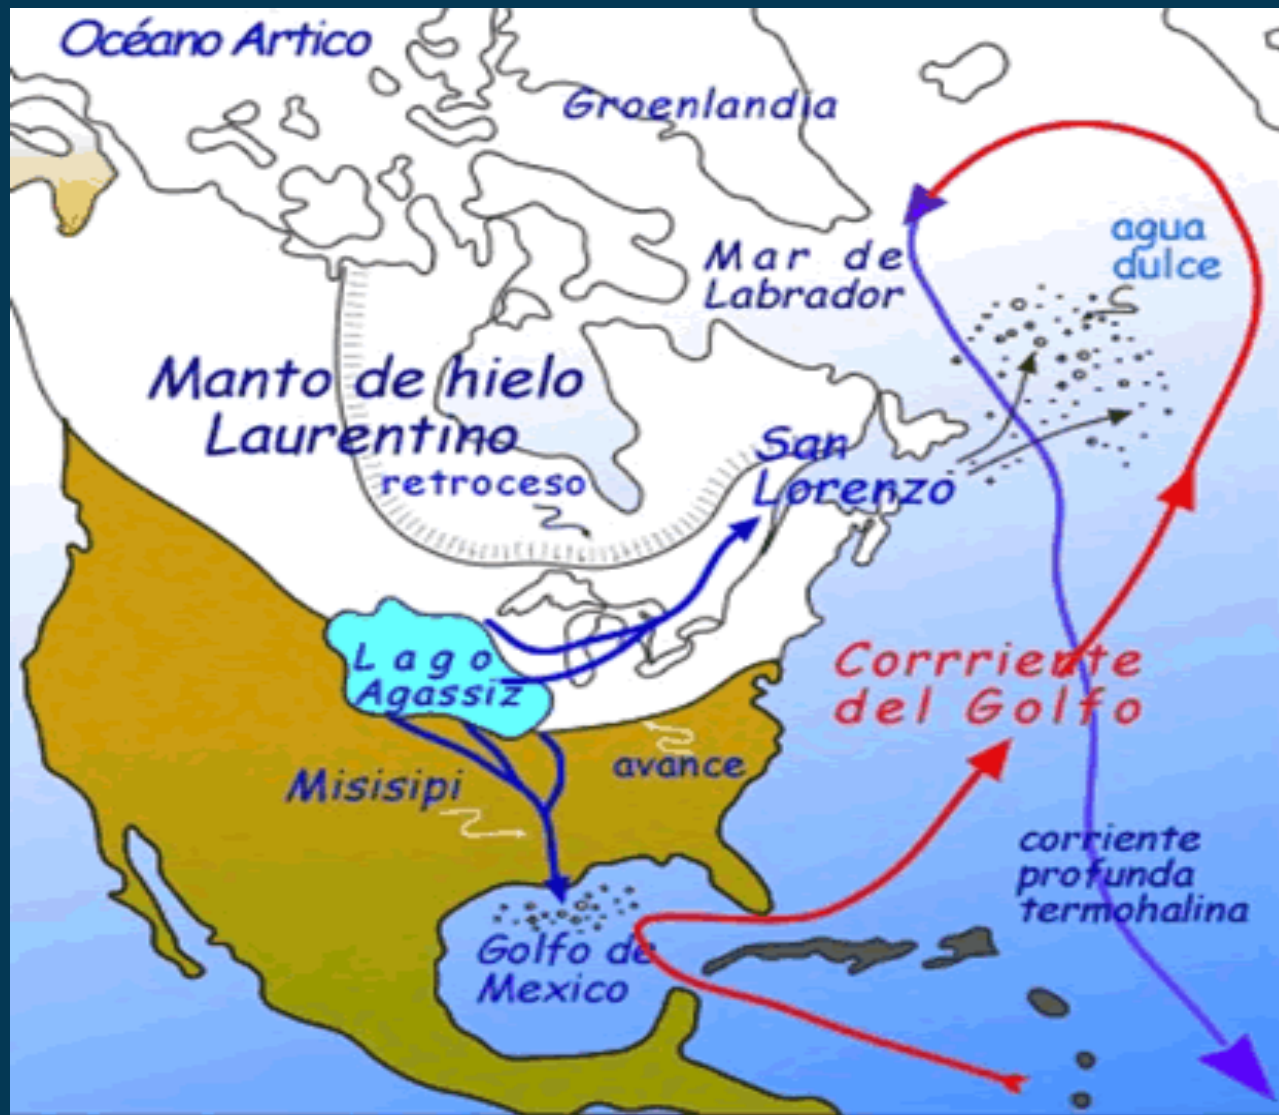 Océano Artico
Groenlandia
agua
dulce
Mar de
Labrador
Manto de hielo
Laurentino
retroceso
San
Lorenzo
Lago
Agassiz
Corrriente
del Golfo
avance
Misisipi
corriente
profunda
termohalina
Golfo de
Mexico